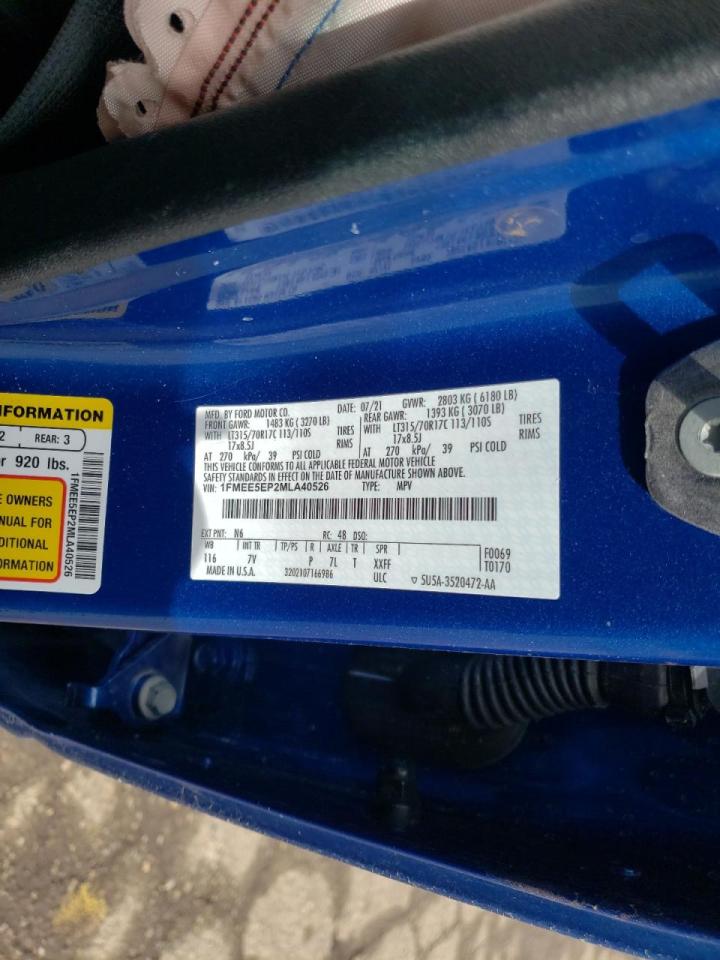 INFORMATION
2 REAR: 3
920 lbs.
OWNERS
MANUAL FOR
ADDITIONAL
INFORMATION
1FMEE5EP2MLA40526
MFD. BY FORD MOTOR CO.
07/21 GVWR: 2803 KG ( 6180 LB)
FRONT GAWR: 1483 KG ( 3270 LB)
REAR GAWR: 1393 KG ( 3070 LB)
WITH LT315/70R17C 113/110S TIRES
WITH LT315/70R17C 113/110S TIRES
17x8.5J RIMS
17x8.5J RIMS
AT 270 kPa/ 39 PSI COLD
AT 270 kPa/ 39 PSI COLD
THIS VEHICLE CONFORMS TO ALL APPLICABLE FEDERAL MOTOR VEHICLE
SAFETY STANDARDS IN EFFECT ON THE DATE OF MANUFACTURE SHOWN ABOVE.
VIN: 1FMEE5EP2MLA40526 TYPE: MPV
EXT PNT: N6 RC: 48 DSO:
WB INT TR TP/PS R AXLE TR SPR F0069
116 7V P 7L T XXFF T0170
MADE IN U.S.A. 3202107166986 ULC ▽ SU5A-3520472-AA